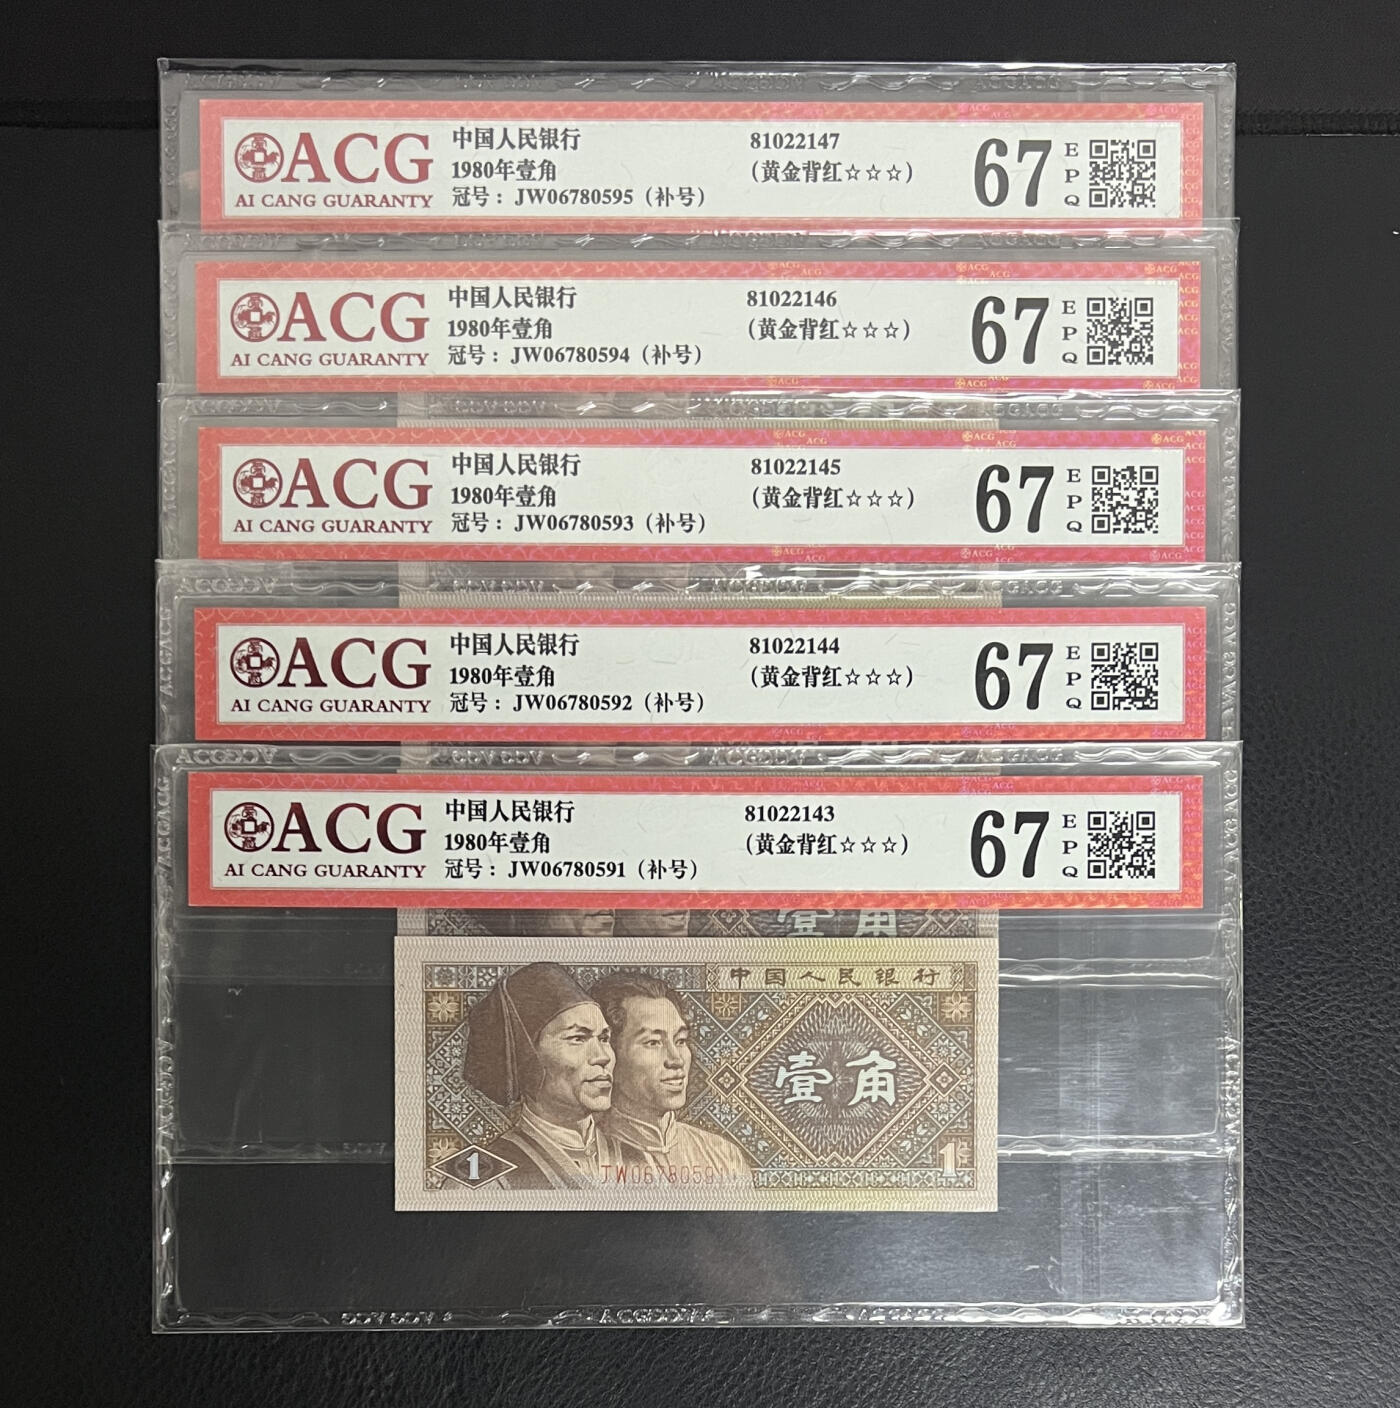 ACG
AI CANG GUARANTY
中国人民银行
1980年壹角
冠号：JW06780595（补号）
81022147
（黄金背红☆☆☆）
67
E
P
Q
ACG
AI CANG GUARANTY
中国人民银行
1980年壹角
冠号：JW06780594（补号）
81022146
（黄金背红☆☆☆）
67
E
P
Q
ACG
AI CANG GUARANTY
中国人民银行
1980年壹角
冠号：JW06780593（补号）
81022145
（黄金背红☆☆☆）
67
E
P
Q
ACG
AI CANG GUARANTY
中国人民银行
1980年壹角
冠号：JW06780592（补号）
81022144
（黄金背红☆☆☆）
67
E
P
Q
ACG
AI CANG GUARANTY
中国人民银行
1980年壹角
冠号：JW06780591（补号）
81022143
（黄金背红☆☆☆）
67
E
P
Q
壹角
中国人民银行
壹角
1
JW06780591
1